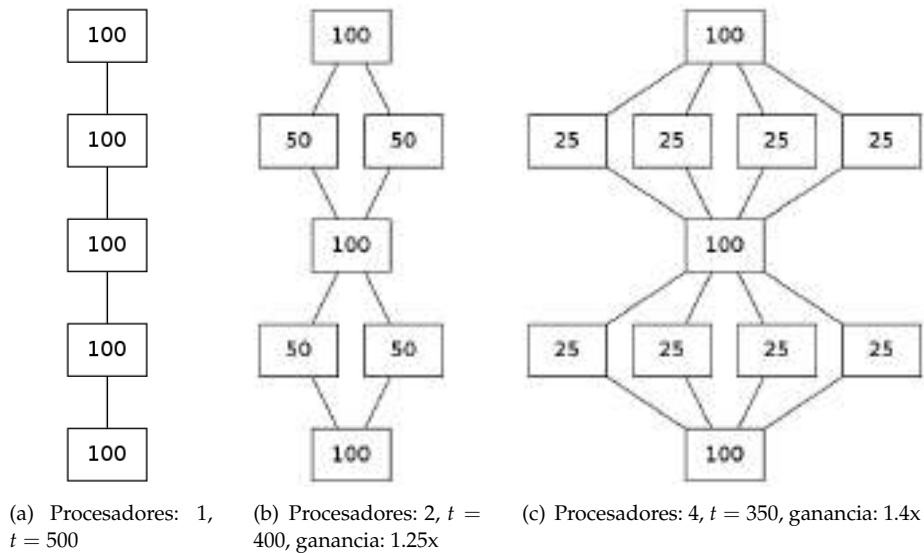 100
100
100
100
100
(a) Procesadores: 1,
t = 500
100
50 50
100
50 50
100
(b) Procesadores: 2, t =
400, ganancia: 1.25x
100
25 25 25 25
100
25 25 25 25
100
(c) Procesadores: 4, t = 350, ganancia: 1.4x